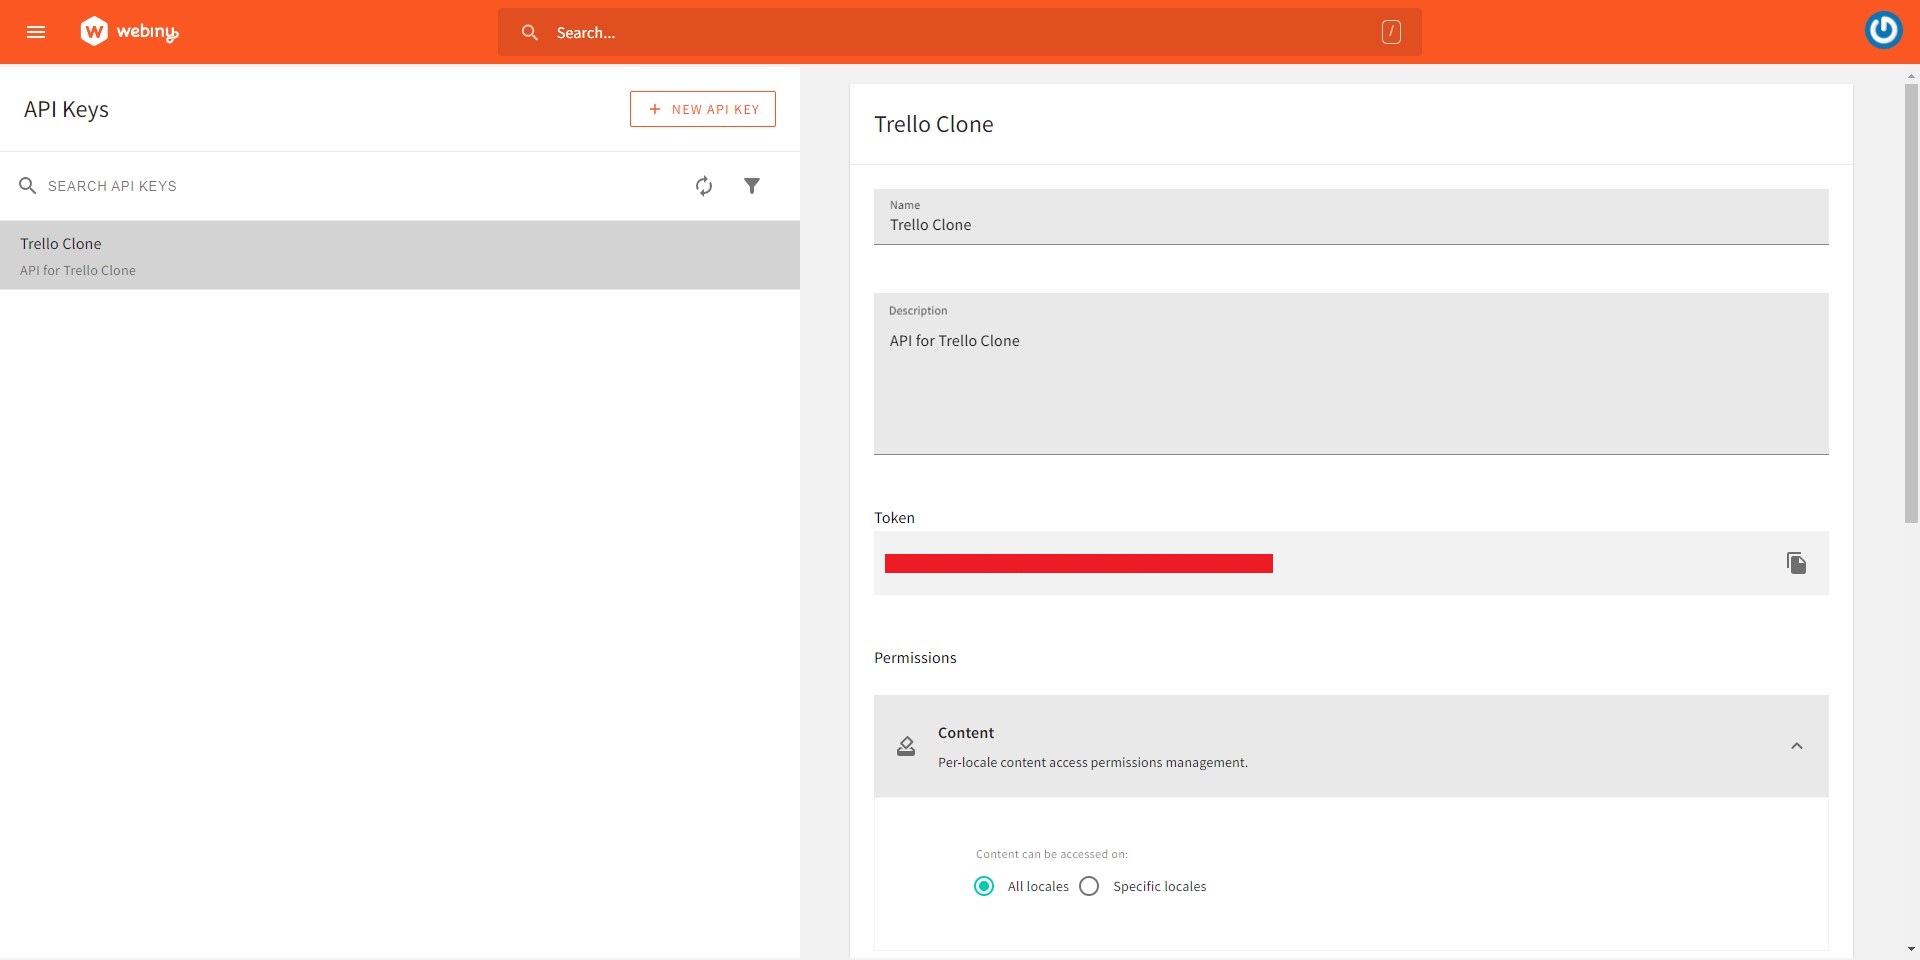 webiny
Search...
/
API Keys
+ NEW API KEY
SEARCH API KEYS
Trello Clone
API for Trello Clone
Trello Clone
Name
Trello Clone
Description
API for Trello Clone
Token
Permissions
Content
Per-locale content access permissions management.
Content can be accessed on:
All locales
Specific locales